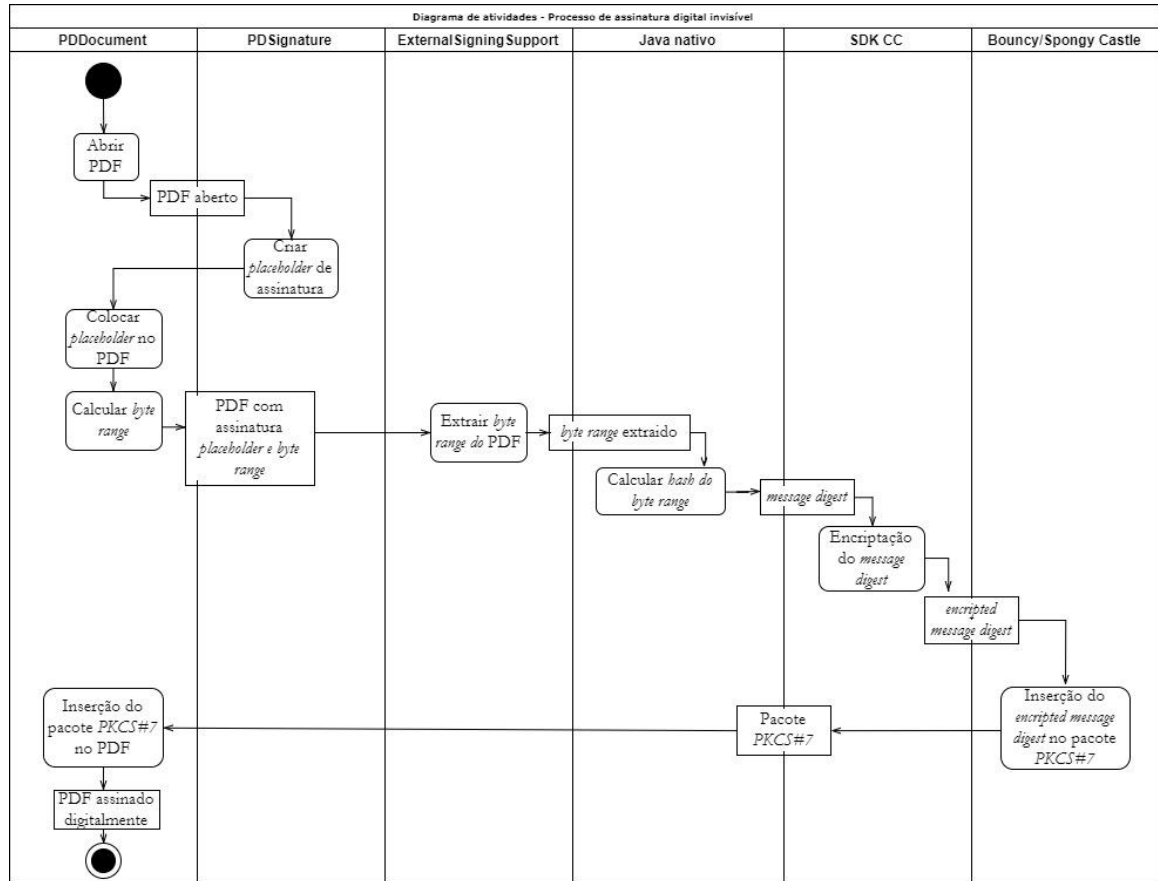 Diagrama de atividades - Processo de assinatura digital invisível
PDDocument
PDSignature
ExternalSigningSupport
Java nativo
SDK CC
Bouncy/Spongy Castle
Abrir
PDF
PDF aberto
Criar
placeholder de
assinatura
Colocar
placeholder no
PDF
Calcular byte
range
PDF com
assinatura
placeholder e byte
range
Extrair byte
range do PDF
byte range extraido
Calcular hash do
byte range
message digest
Encriptação
do message
digest
encripted
message digest
Inserção do
encripted message
digest no pacote
PKCS#7
Pacote
PKCS#7
Inserção do
pacote PKCS#7
no PDF
PDF assinado
digitalmente